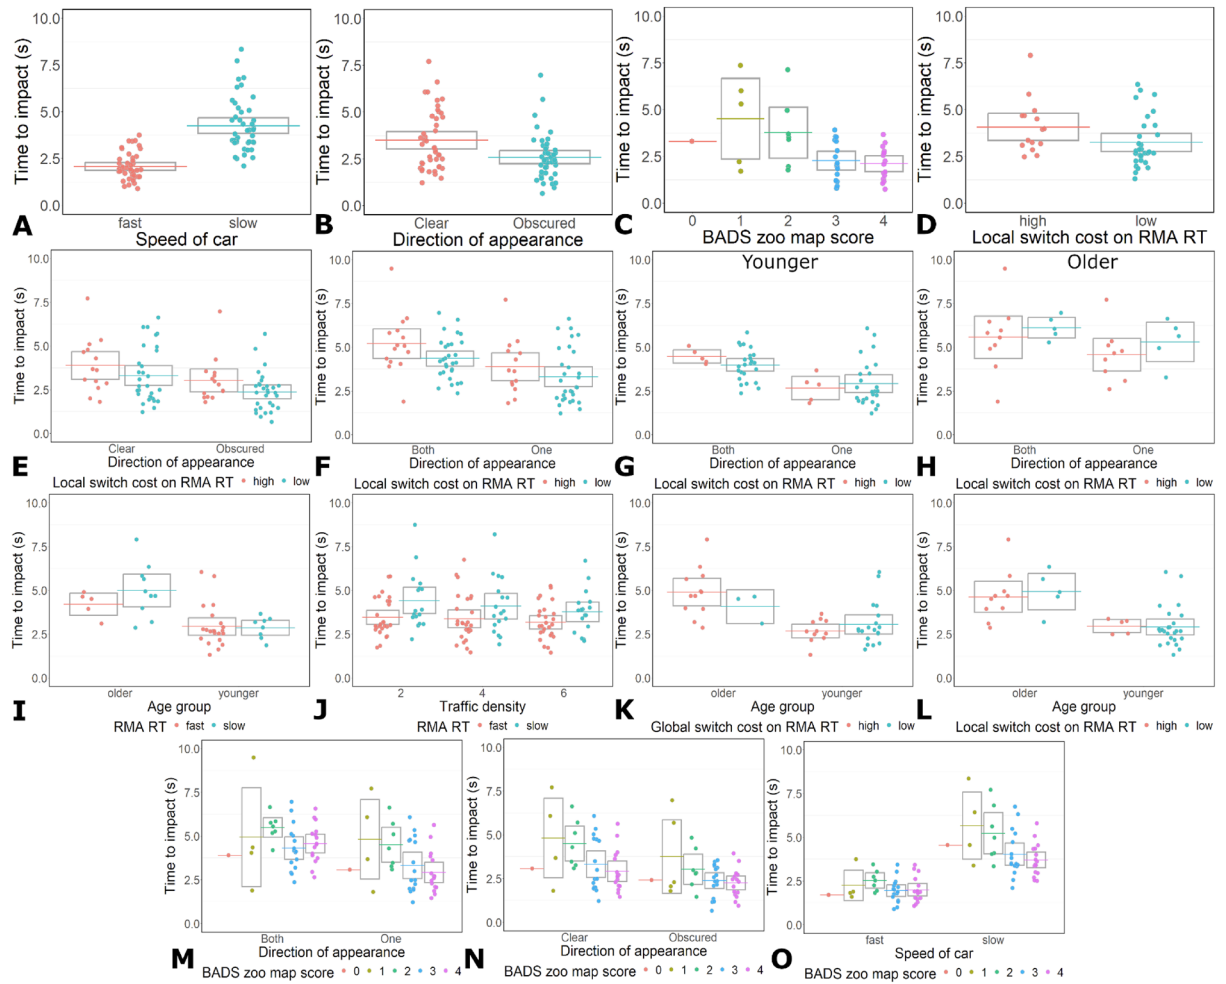 10.0
7.5
5.0
2.5
0.0
Time to impact (s)
fast slow
Speed of car
A
10.0
7.5
5.0
2.5
0.0
Time to impact (s)
Clear Obscured
Direction of appearance
B
10.0
7.5
5.0
2.5
0.0
Time to impact (s)
0 1 2 3 4
BADS zoo map score
C
10.0
7.5
5.0
2.5
0.0
Time to impact (s)
high low
Local switch cost on RMA RT
D
10.0
7.5
5.0
2.5
0.0
Time to impact (s)
Clear Obscured
Direction of appearance
E
Local switch cost on RMA RT high low
10.0
7.5
5.0
2.5
0.0
Time to impact (s)
Both One
Direction of appearance
F
Local switch cost on RMA RT high low
Younger
10.0
7.5
5.0
2.5
0.0
Time to impact (s)
Both One
Direction of appearance
G
Local switch cost on RMA RT high low
Older
10.0
7.5
5.0
2.5
0.0
Time to impact (s)
Both One
Direction of appearance
H
Local switch cost on RMA RT high low
10.0
7.5
5.0
2.5
0.0
Time to impact (s)
older younger
Age group
I
RMA RT fast slow
10.0
7.5
5.0
2.5
0.0
Time to impact (s)
2 4 6
Traffic density
J
RMA RT fast slow
10.0
7.5
5.0
2.5
0.0
Time to impact (s)
older younger
Age group
K
Global switch cost on RMA RT high low
10.0
7.5
5.0
2.5
0.0
Time to impact (s)
older younger
Age group
L
Local switch cost on RMA RT high low
10.0
7.5
5.0
2.5
0.0
Time to impact (s)
Both One
Direction of appearance
M
BADS zoo map score 0 1 2 3 4
10.0
7.5
5.0
2.5
0.0
Time to impact (s)
Clear Obscured
Direction of appearance
N
BADS zoo map score 0 1 2 3 4
10.0
7.5
5.0
2.5
0.0
Time to impact (s)
fast slow
Speed of car
O
BADS zoo map score 0 1 2 3 4